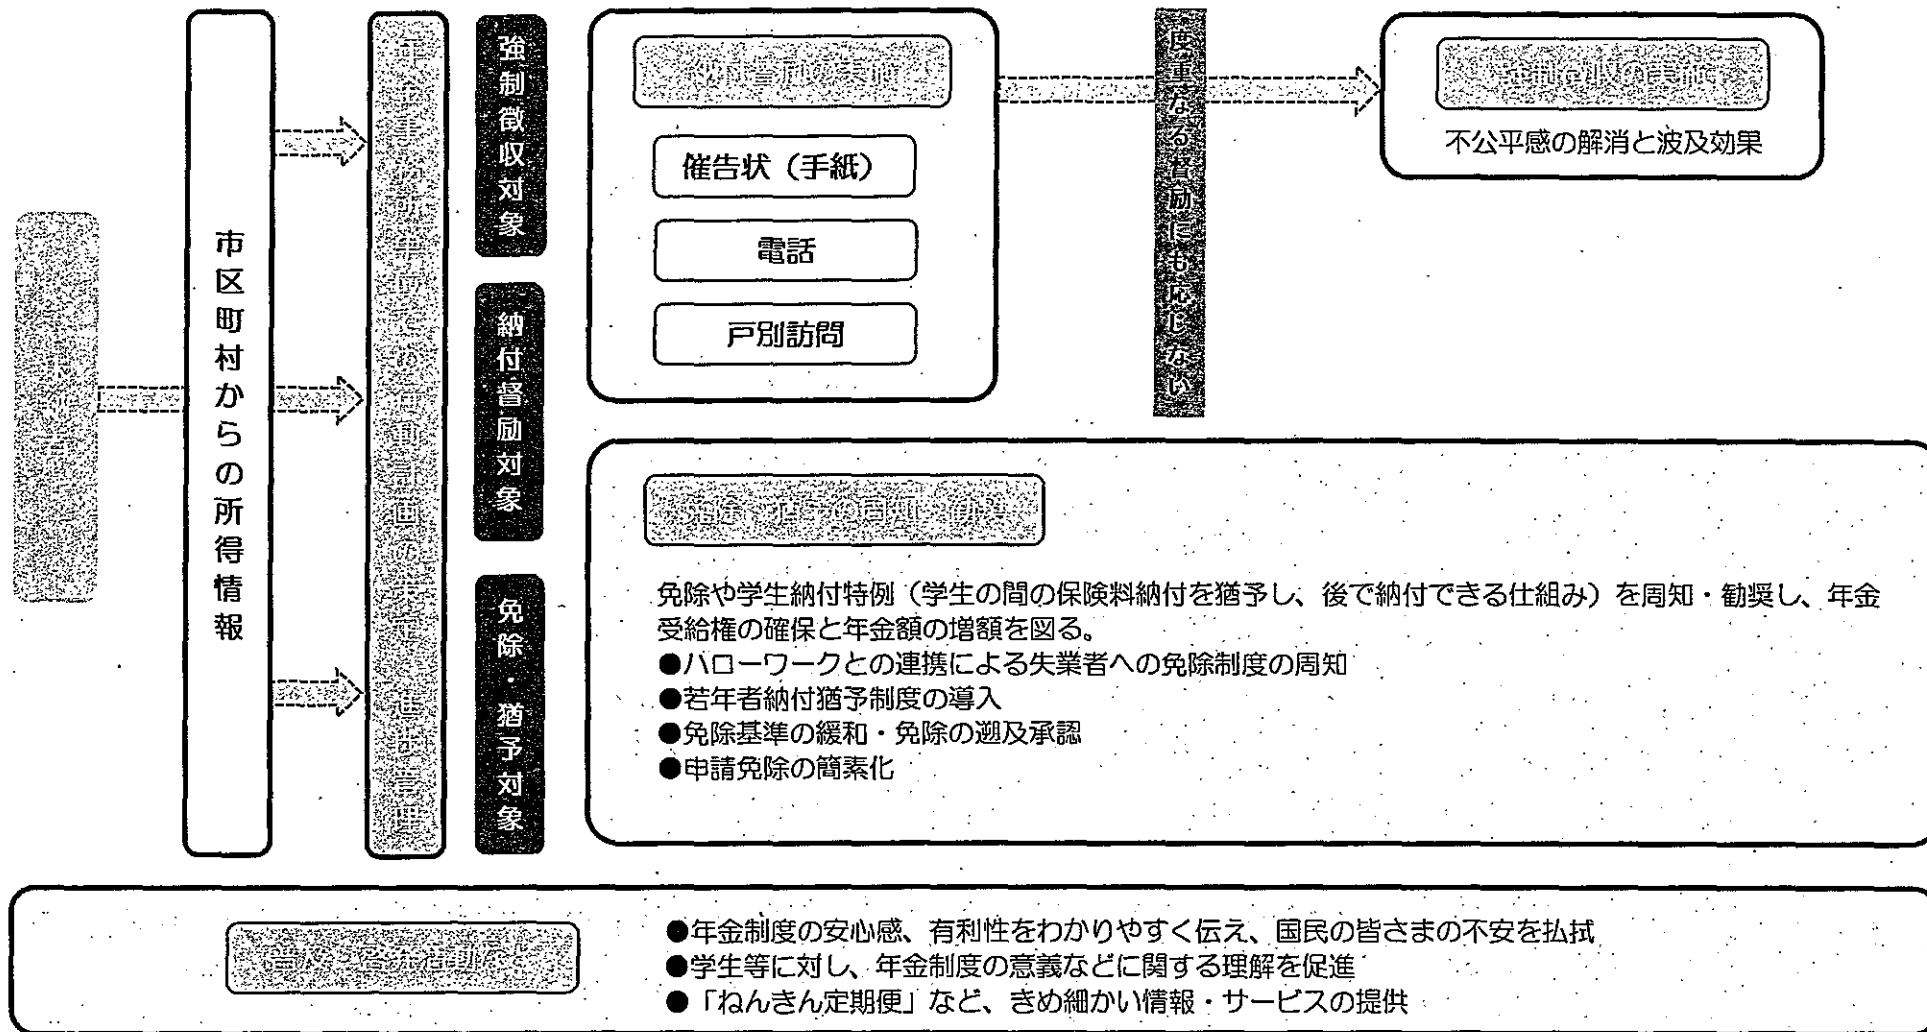 市区町村からの所得情報
強制徴収対象
納付督励対象
免除・猶予対象
催告状（手紙）
電話
戸別訪問
度重なる督励にも応じない
不公平感の解消と波及効果
免除や学生納付特例（学生の間の保険料納付を猶予し、後で納付できる仕組み）を周知・勧奨し、年金
受給権の確保と年金額の増額を図る。
●ハローワークとの連携による失業者への免除制度の周知
●若年者納付猶予制度の導入
●免除基準の緩和・免除の遡及承認
●申請免除の簡素化
●年金制度の安心感、有利性をわかりやすく伝え、国民の皆さまの不安を払拭
●学生等に対し、年金制度の意義などに関する理解を促進
●「ねんきん定期便」など、きめ細かい情報・サービスの提供